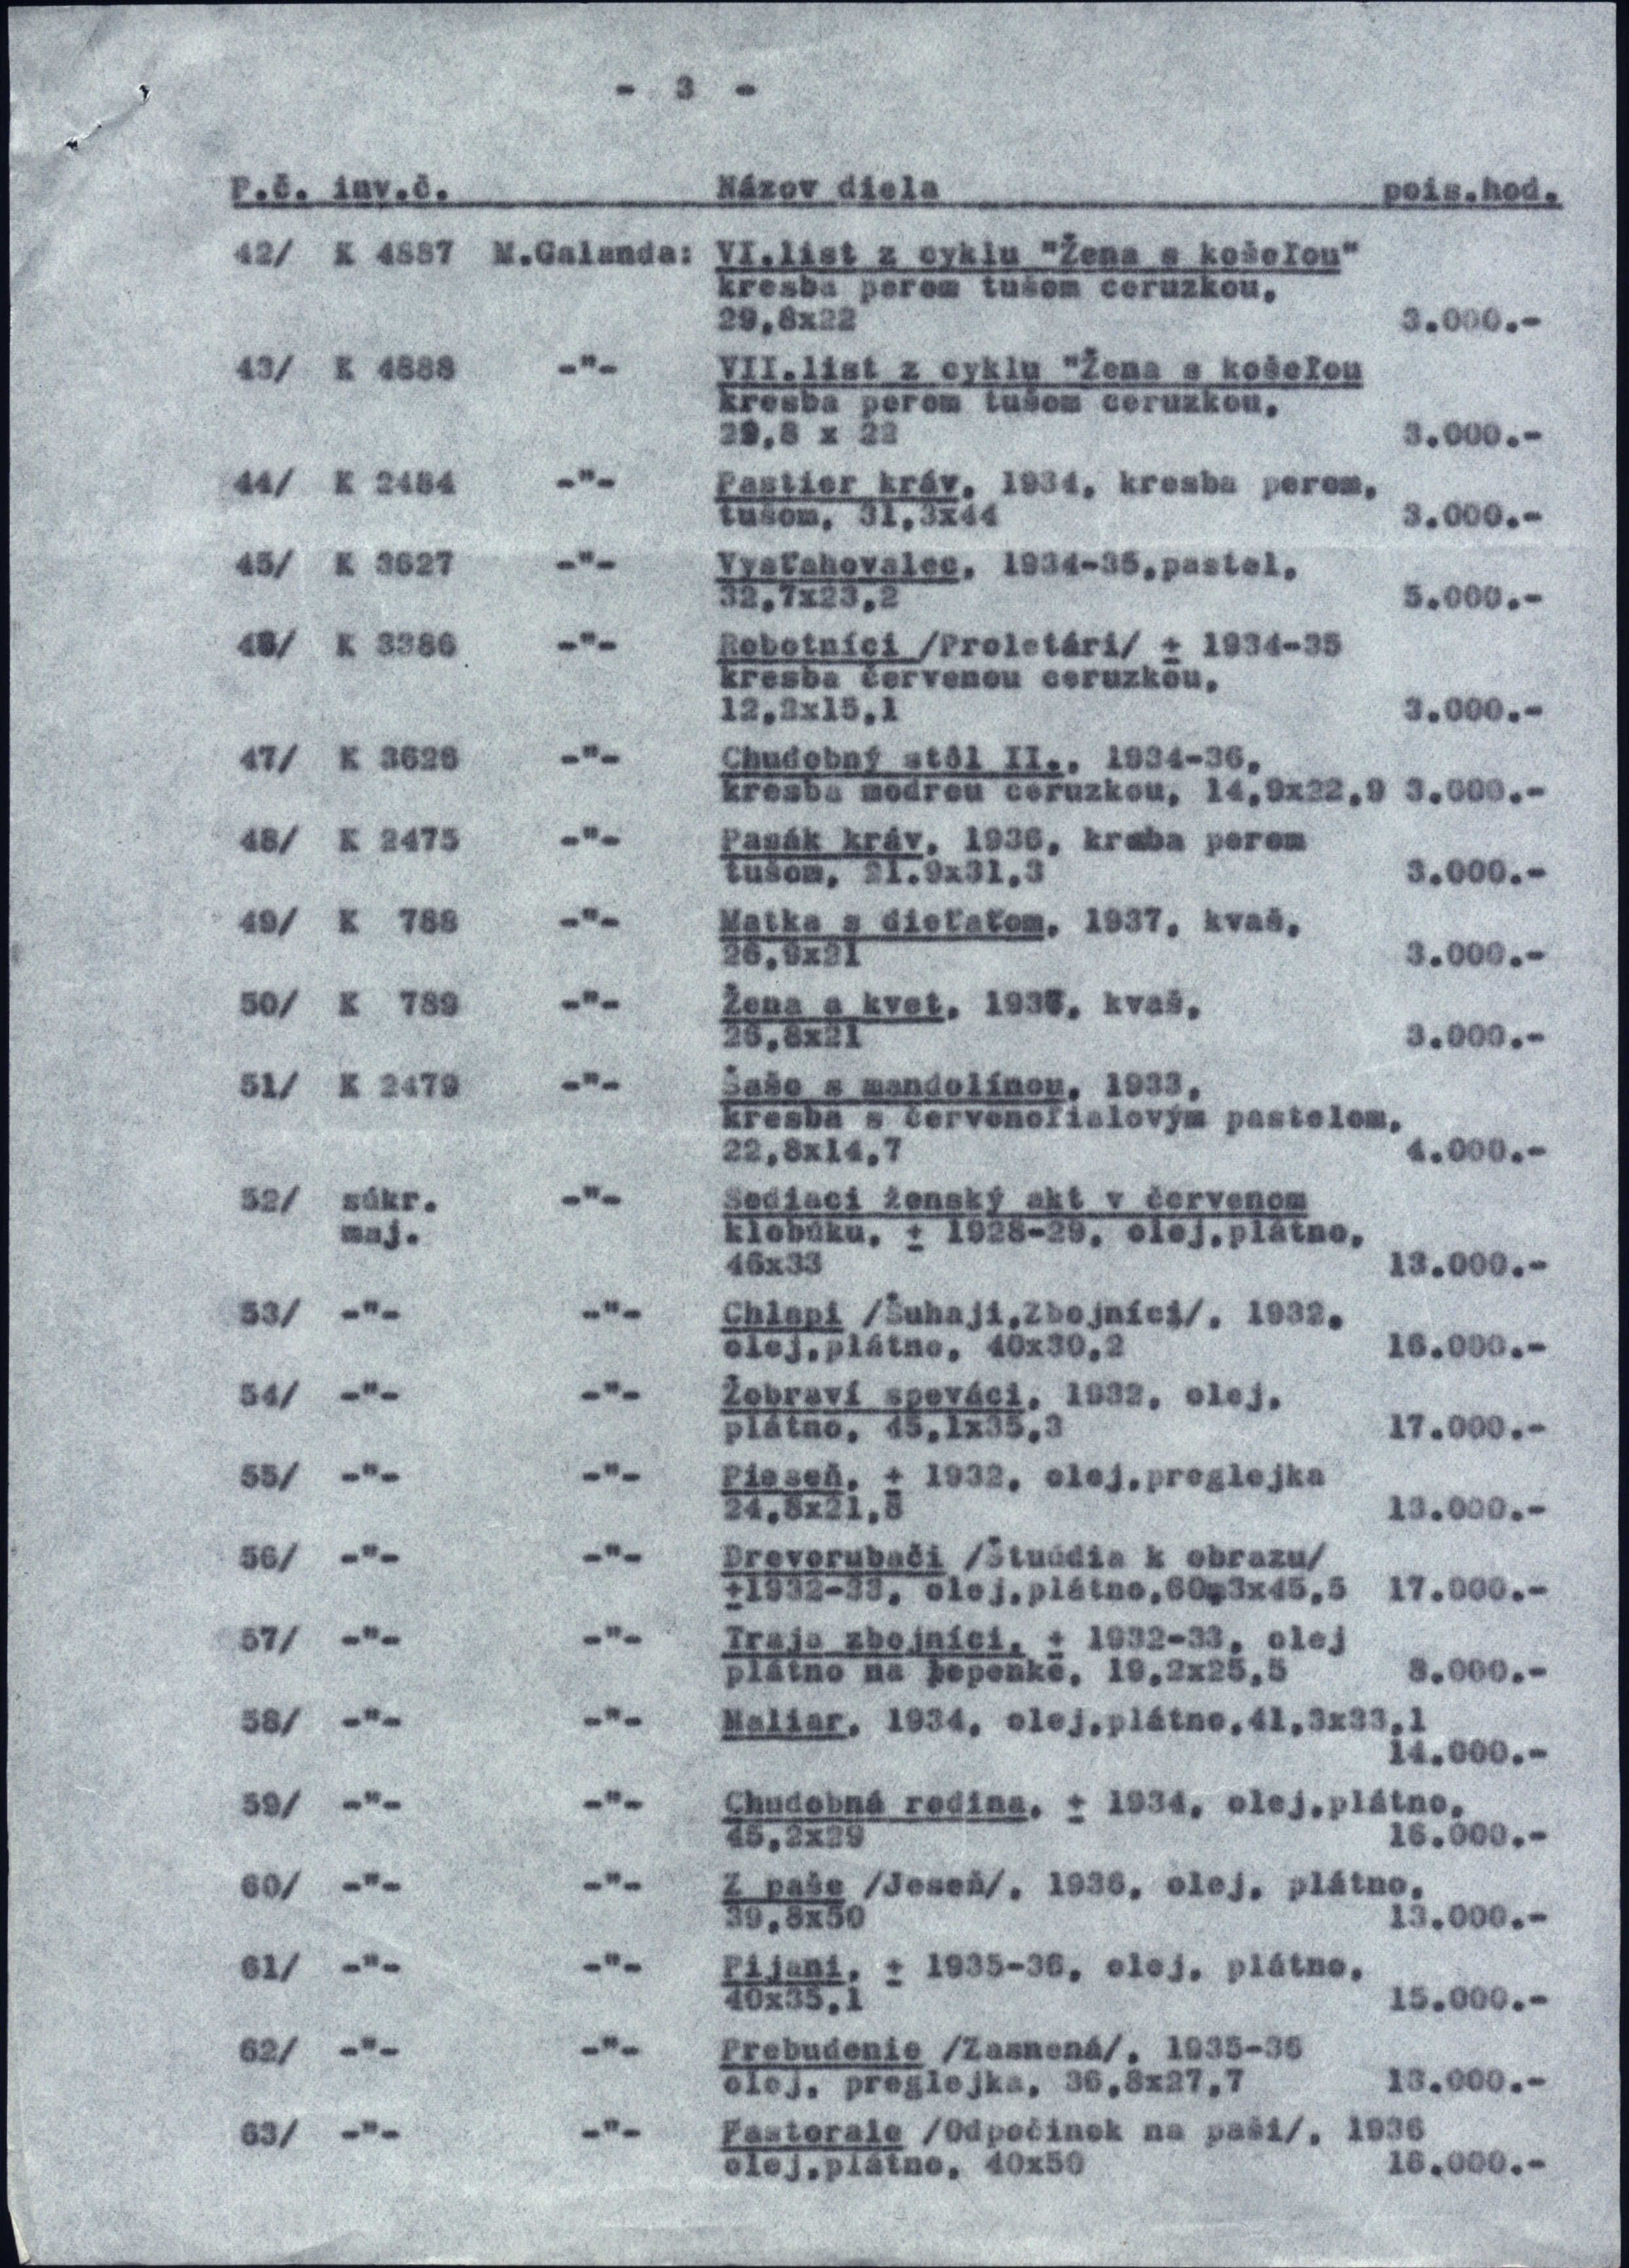 - 3 -
P.č. inv.č. Názov diela pois.hod.
42/ K 4887 M.Galanda: VI.list z cyklu "Žena s košeľou"
kresba perom tušom ceruzkou,
29,8x22 3.000.-
43/ K 4888 -"- VII.list z cyklu "Žena s košeľou
kresba perom tušom ceruzkou,
29,8 x 22 3.000.-
44/ K 2484 -"- Pastier kráv, 1934, kresba perom,
tušom, 31,3x44 3.000.-
45/ K 3627 -"- Vysťahovalec, 1934-35,pastel,
32,7x23,2 5.000.-
46/ K 3386 -"- Robotníci /Proletári/ ± 1934-35
kresba červenou ceruzkou,
12,2x15,1 3.000.-
47/ K 3628 -"- Chudobný stôl II., 1934-36,
kresba modrou ceruzkou, 14,9x22,9 3.000.-
48/ K 2475 -"- Pasák kráv, 1936, kresba perom
tušom, 21.9x31,3 3.000.-
49/ K 788 -"- Matka s dieťaťom, 1937, kvaš,
26,9x21 3.000.-
50/ K 789 -"- Žena a kvet, 1937, kvaš,
26,8x21 3.000.-
51/ K 2479 -"- Šašo s mandolínou, 1933,
kresba s červenofialovým pastelom,
22,8x14,7 4.000.-
52/ súkr. -"- Sediaci ženský akt v červenom
maj. klobúku, ± 1928-29, olej,plátno,
46x33 13.000.-
53/ -"- -"- Chlapi /Šuhaji,Zbojníci/, 1932,
olej,plátno, 40x30,2 16.000.-
54/ -"- -"- Žobraví speváci, 1932, olej,
plátno, 45,1x35,3 17.000.-
55/ -"- -"- Pieseň, ± 1932, olej,preglejka
24,8x21,8 13.000.-
56/ -"- -"- Drevorubači /Štuúdia k obrazu/
±1932-33, olej,plátno,60,3x45,5 17.000.-
57/ -"- -"- Traja zbojníci, ± 1932-33, olej
plátno na lepenke, 19,2x25,5 8.000.-
58/ -"- -"- Maliar, 1934, olej,plátno,41,3x33,1
14.000.-
59/ -"- -"- Chudobná rodina, ± 1934, olej,plátno,
45,2x29 16.000.-
60/ -"- -"- Z paše /Jeseň/, 1936, olej, plátno,
39,8x50 13.000.-
61/ -"- -"- Pijani, ± 1935-36, olej, plátno,
40x35,1 15.000.-
62/ -"- -"- Prebudenie /Zasnená/, 1935-36
olej, preglejka, 36,8x27,7 13.000.-
63/ -"- -"- Pastorale /Odpočinok na paši/, 1936
olej,plátno, 40x50 16.000.-